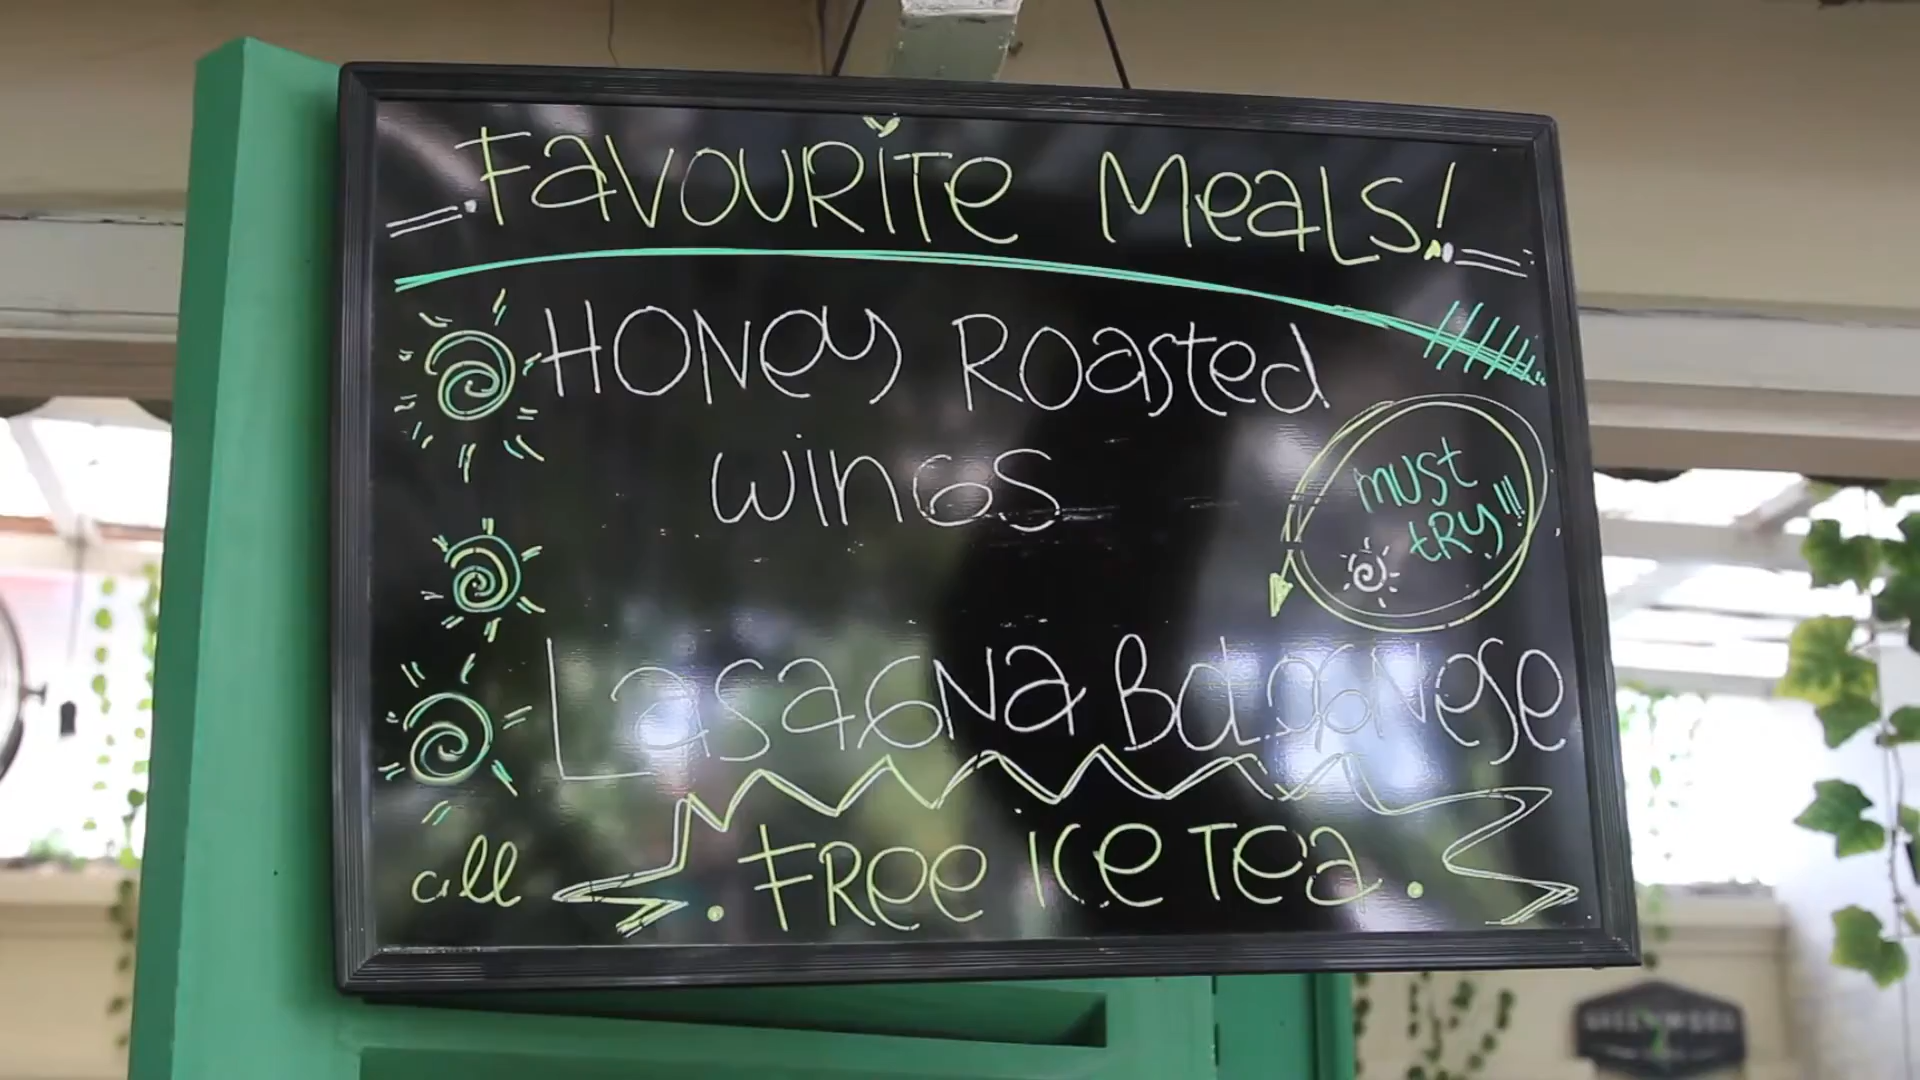 FAVOURITE MEALS!
HONEY ROASTED
WINGS
must
try!!!
LASAGNA BOLOGNESE
all
. FREE ICE TEA.